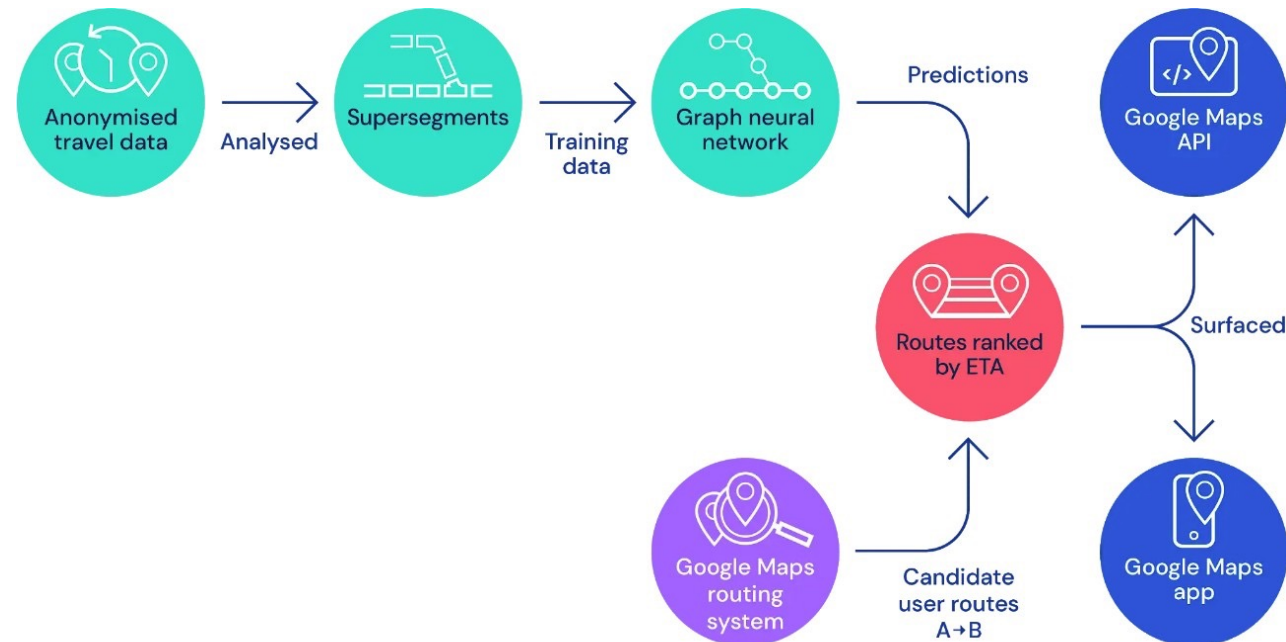 Anonymised
travel data
Analysed
Supersegments
Training
data
Graph neural
network
Predictions
</>
Google Maps
API
Routes ranked
by ETA
Surfaced
Google Maps
routing
system
Candidate
user routes
A→B
Google Maps
app